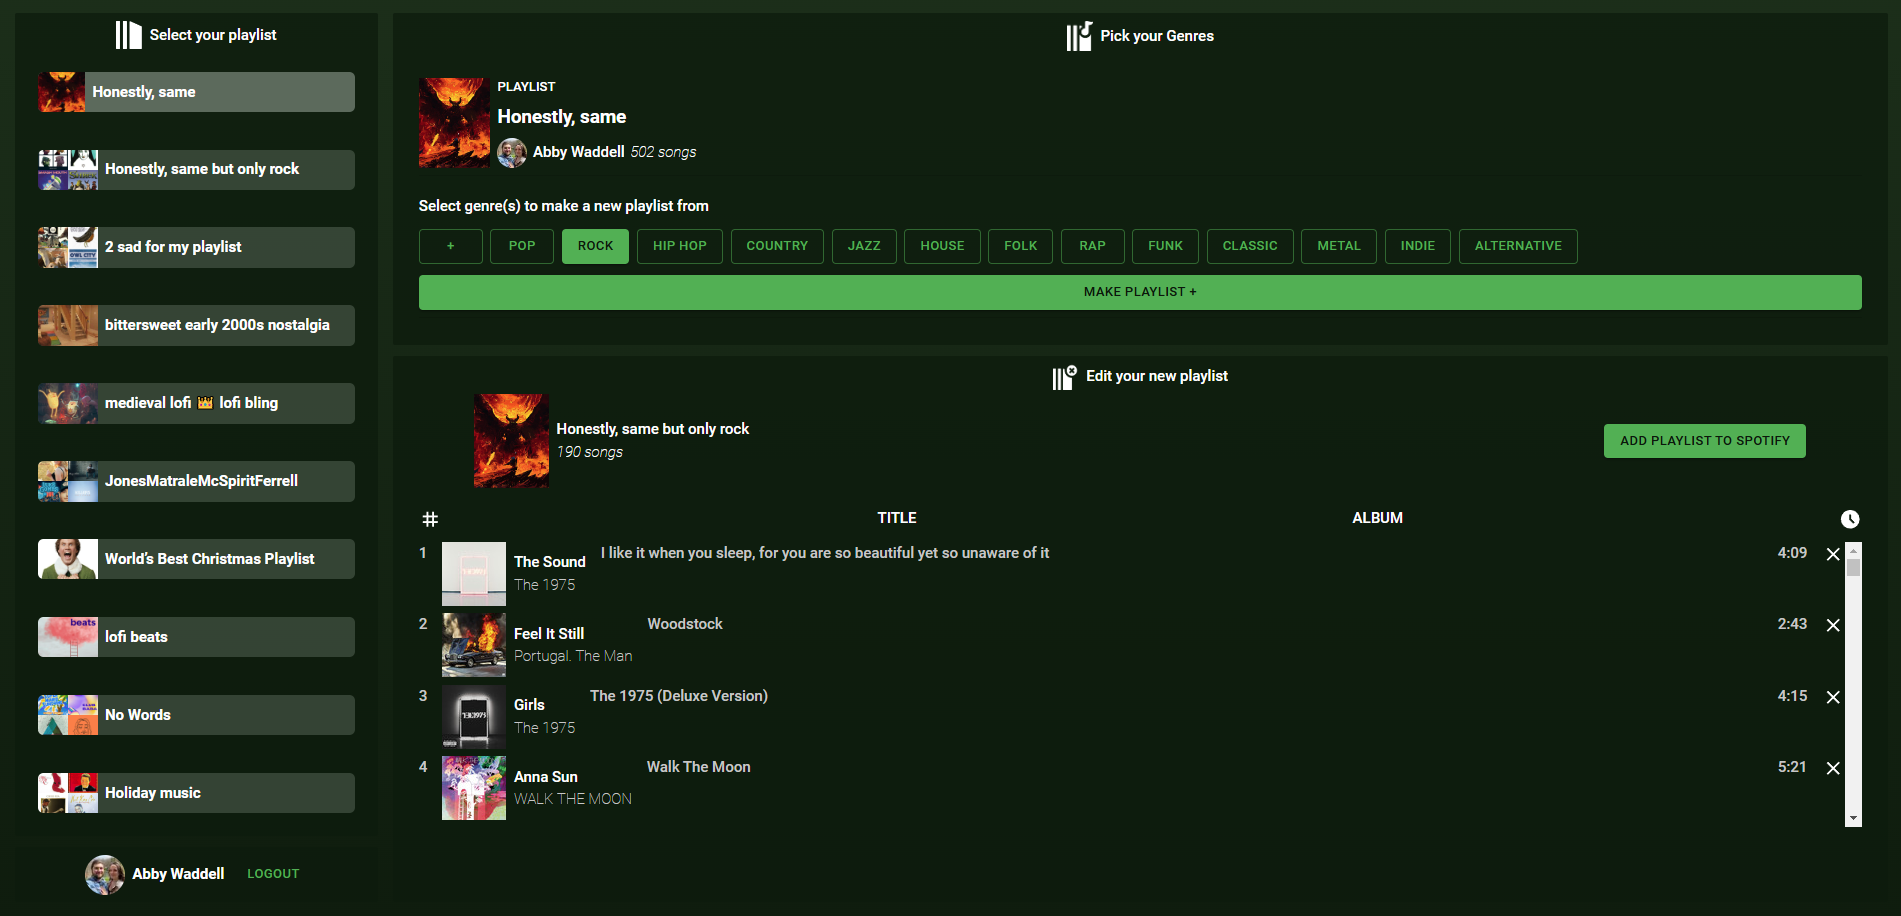 Select your playlist
Honestly, same
Honestly, same but only rock
2 sad for my playlist
OWL CITY
bittersweet early 2000s nostalgia
medieval lofi 👑 lofi bling
JonesMatraleMcSpiritFerrell
World’s Best Christmas Playlist
beats
lofi beats
No Words
Holiday music
Abby Waddell LOGOUT
Pick your Genres
PLAYLIST
Honestly, same
Abby Waddell 502 songs
Select genre(s) to make a new playlist from
+ POP ROCK HIP HOP COUNTRY JAZZ HOUSE FOLK RAP FUNK CLASSIC METAL INDIE ALTERNATIVE
MAKE PLAYLIST +
Edit your new playlist
Honestly, same but only rock
190 songs
ADD PLAYLIST TO SPOTIFY
# TITLE ALBUM
1 The Sound I like it when you sleep, for you are so beautiful yet so unaware of it 4:09
The 1975
2 Feel It Still Woodstock 2:43
Portugal. The Man
3 Girls The 1975 (Deluxe Version) 4:15
The 1975
4 Anna Sun Walk The Moon 5:21
WALK THE MOON